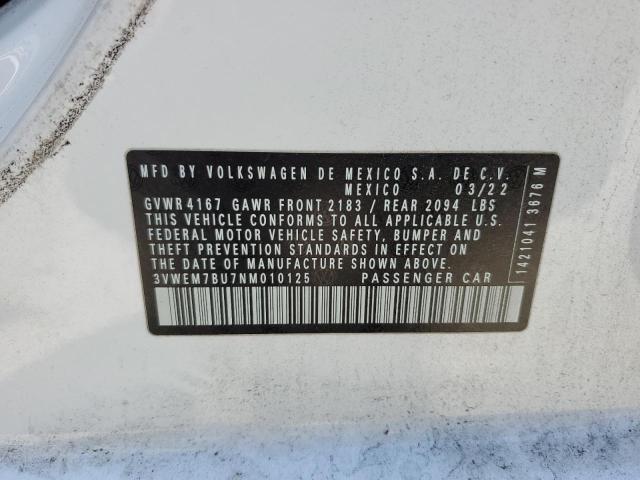 MFD BY VOLKSWAGEN DE MEXICO S.A. DE C.V.
MEXICO 03/22
GVWR 4167 GAWR FRONT 2183 / REAR 2094 LBS
THIS VEHICLE CONFORMS TO ALL APPLICABLE U.S.
FEDERAL MOTOR VEHICLE SAFETY, BUMPER AND
THEFT PREVENTION STANDARDS IN EFFECT ON THE
DATE OF MANUFACTURE SHOWN ABOVE.
3VWEM7BU7NM010125 PASSENGER CAR
1421041 3676 M